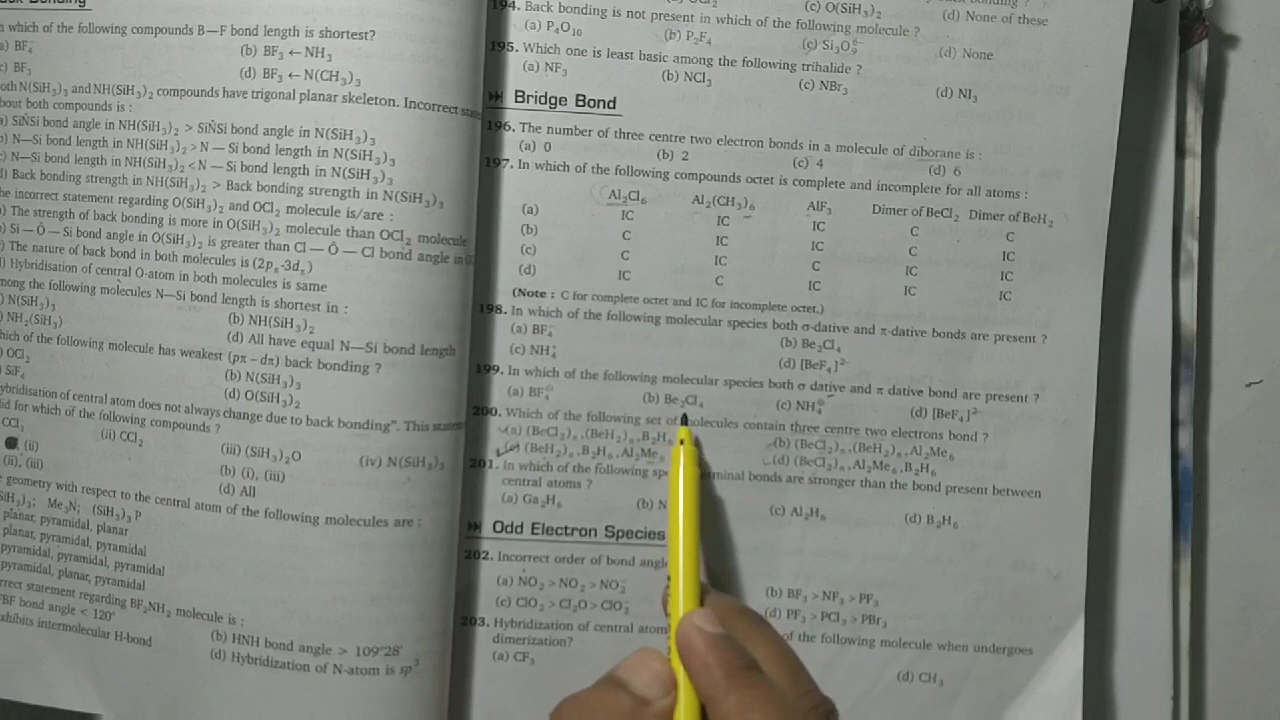 which of the following compounds B—F bond length is shortest?
a) BF₄⁻
(b) BF₃ ← NH₃
c) BF₃
(d) BF₃ ← N(CH₃)₃
oth N(SiH₃)₃ and NH(SiH₃)₂ compounds have trigonal planar skeleton. Incorrect state
bout both compounds is :
a) SiN̂Si bond angle in NH(SiH₃)₂ > SiN̂Si bond angle in N(SiH₃)₃
) N—Si bond length in NH(SiH₃)₂ > N — Si bond length in N(SiH₃)₃
) N—Si bond length in NH(SiH₃)₂ < N — Si bond length in N(SiH₃)₃
) Back bonding strength in NH(SiH₃)₂ > Back bonding strength in N(SiH₃)₃
he incorrect statement regarding O(SiH₃)₂ and OCl₂ molecule is/are :
) The strength of back bonding is more in O(SiH₃)₂ molecule than OCl₂ molecule
) Si — Ô — Si bond angle in O(SiH₃)₂ is greater than Cl — Ô — Cl bond angle in
) The nature of back bond in both molecules is (2pπ-3dπ)
) Hybridisation of central O-atom in both molecules is same
mong the following molecules N—Si bond length is shortest in :
) N(SiH₃)₃
(b) NH(SiH₃)₂
) NH₂(SiH₃)
(d) All have equal N—Si bond length
hich of the following molecule has weakest (pπ – dπ) back bonding ?
) OCl₂
(b) N(SiH₃)₃
SiF₄
(d) O(SiH₃)₂
ybridisation of central atom does not always change due to back bonding". This statem
lid for which of the following compounds ?
CCl₃
(ii) CCl₂
(iii) (SiH₃)₂O
(iv) N(SiH₃)₃
(ii)
(b) (i), (iii)
(ii), (iii)
(d) All
geometry with respect to the central atom of the following molecules are :
SiH₃)₃; Me₃N; (SiH₃)₃P
planar, pyramidal, planar
planar, pyramidal, pyramidal
pyramidal, pyramidal, pyramidal
pyramidal, planar, pyramidal
rrect statement regarding BF₂NH₂ molecule is :
BF bond angle < 120°
(b) HNH bond angle > 109°28'
xhibits intermolecular H-bond
(d) Hybridization of N-atom is sp³
(c) O(SiH₃)₂
(d) None of these
194. Back bonding is not present in which of the following molecule ?
(a) P₄O₁₀
(b) P₂F₄
(c) Si₃O₉⁶⁻
(d) None
195. Which one is least basic among the following trihalide ?
(a) NF₃
(b) NCl₃
(c) NBr₃
(d) NI₃
Bridge Bond
196. The number of three centre two electron bonds in a molecule of diborane is :
(a) 0
(b) 2
(c) 4
(d) 6
197. In which of the following compounds octet is complete and incomplete for all atoms :
Al₂Cl₆ Al₂(CH₃)₆ AlF₃ Dimer of BeCl₂ Dimer of BeH₂
(a) IC IC IC C C
(b) C IC IC C IC
(c) C IC C IC IC
(d) IC C IC IC IC
(Note : C for complete octet and IC for incomplete octet.)
198. In which of the following molecular species both σ-dative and π-dative bonds are present ?
(a) BF₄⁻
(b) Be₂Cl₄
(c) NH₄⁺
(d) [BeF₄]²⁻
199. In which of the following molecular species both σ dative and π dative bond are present ?
(a) BF₄⊖
(b) Be₂Cl₄
(c) NH₄⊕
(d) [BeF₄]²⁻
200. Which of the following set of molecules contain three centre two electrons bond ?
(a) (BeCl₂)ₙ, (BeH₂)ₙ, B₂H₆
(b) (BeCl₂)ₙ, (BeH₂)ₙ, Al₂Me₆
(c) (BeH₂)ₙ, B₂H₆, Al₂Me₆
(d) (BeCl₂)ₙ, Al₂Me₆, B₂H₆
201. In which of the following spe rminal bonds are stronger than the bond present between
central atoms ?
(a) Ga₂H₆
(b) N
(c) Al₂H₆
(d) B₂H₆
Odd Electron Species
202. Incorrect order of bond angl
(a) NO₂ > NO₂ > NO₂⁻
(b) BF₃ > NF₃ > PF₃
(c) ClO₂ > Cl₂O > ClO₂⁻
(d) PF₃ > PCl₃ > PBr₃
203. Hybridization of central atom of the following molecule when undergoes
dimerization?
(a) CF₃
(d) CH₃